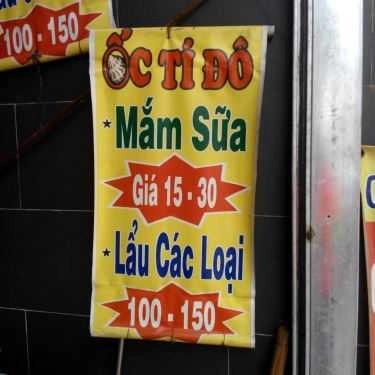 100 - 150
ỐC TÍ ĐÔ
* Mắm Sữa
Giá 15 - 30
* Lẩu Các Loại
100 - 150